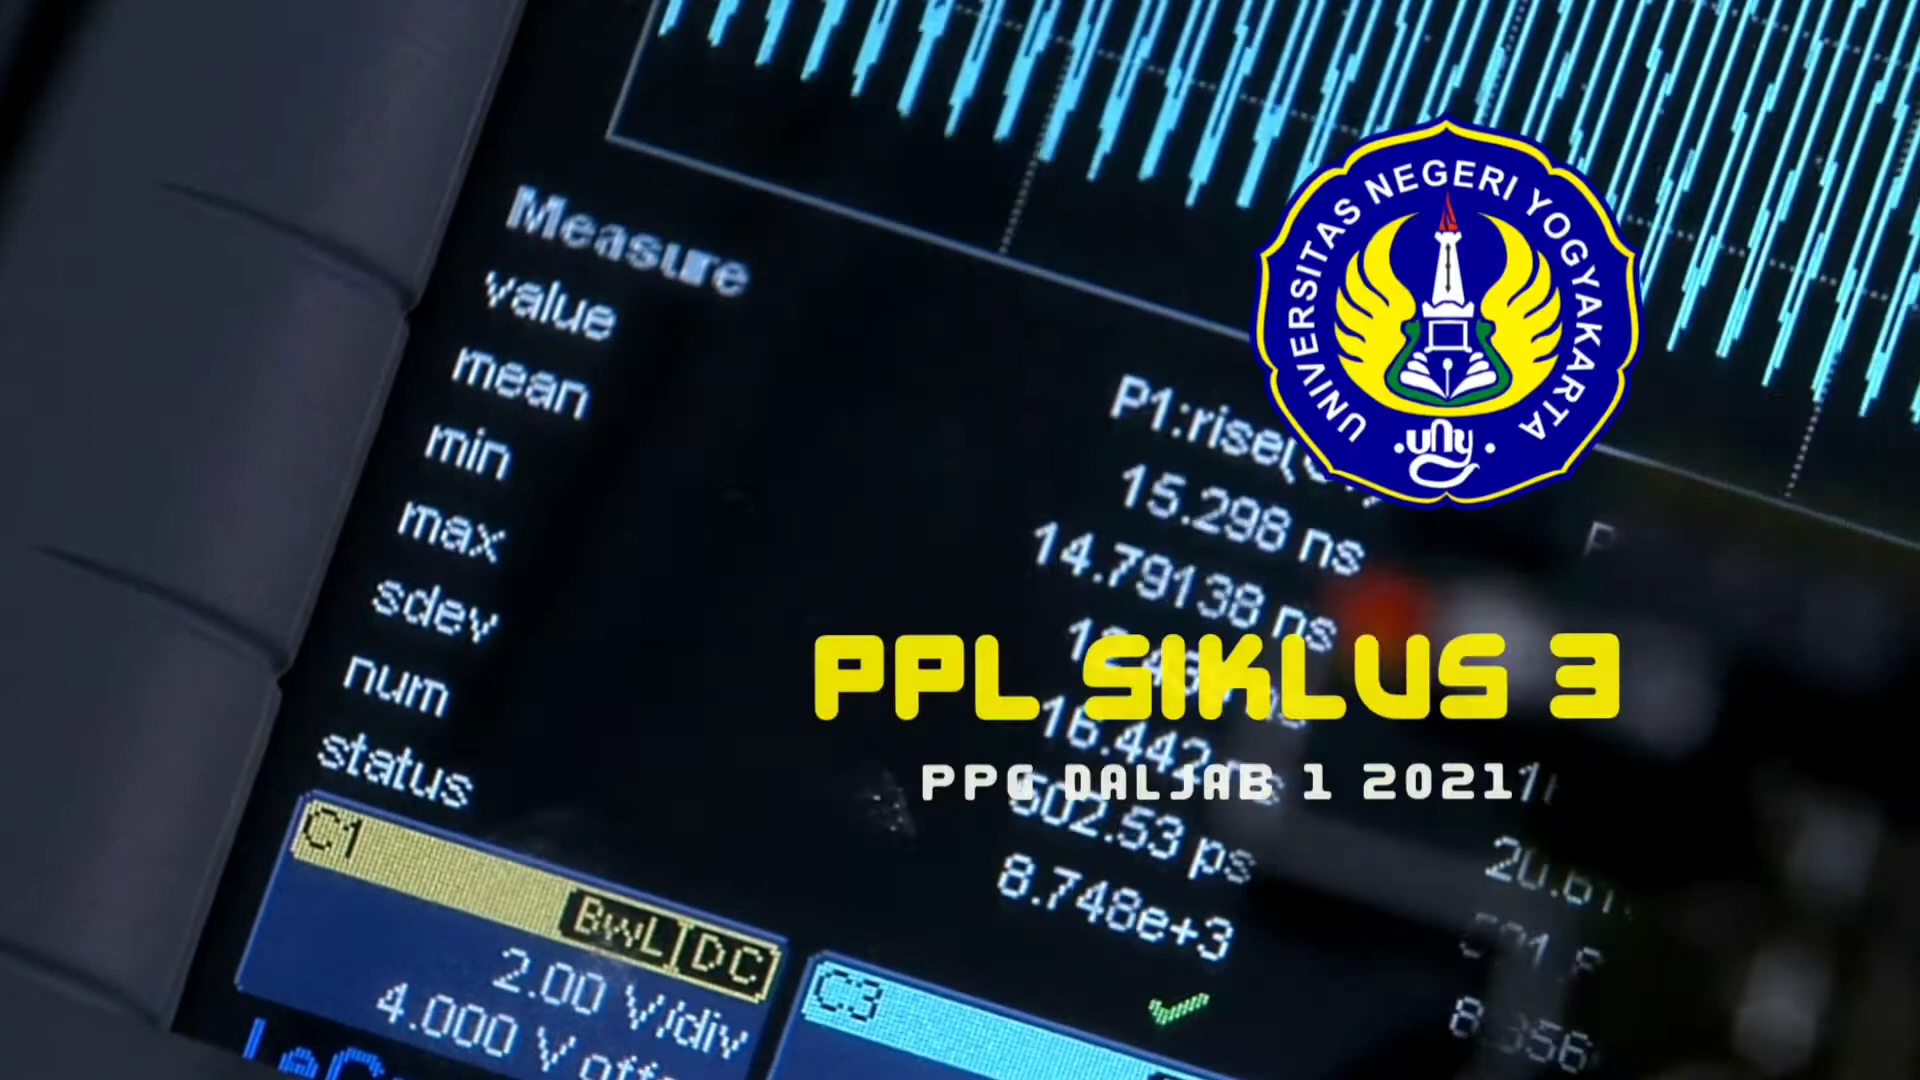 UNIVERSITAS NEGERI YOGYAKARTA
uny
Measure
value
mean
min
max
sdev
num
status
P1:rise(
15.298 ns
14.79138 ns
16.442
602.53 ps
8.748e+3
PPL SIKLUS 3
PPG DALJAB 1 2021
C1
BwL DC
2.00 V/div
4.000 V
C3